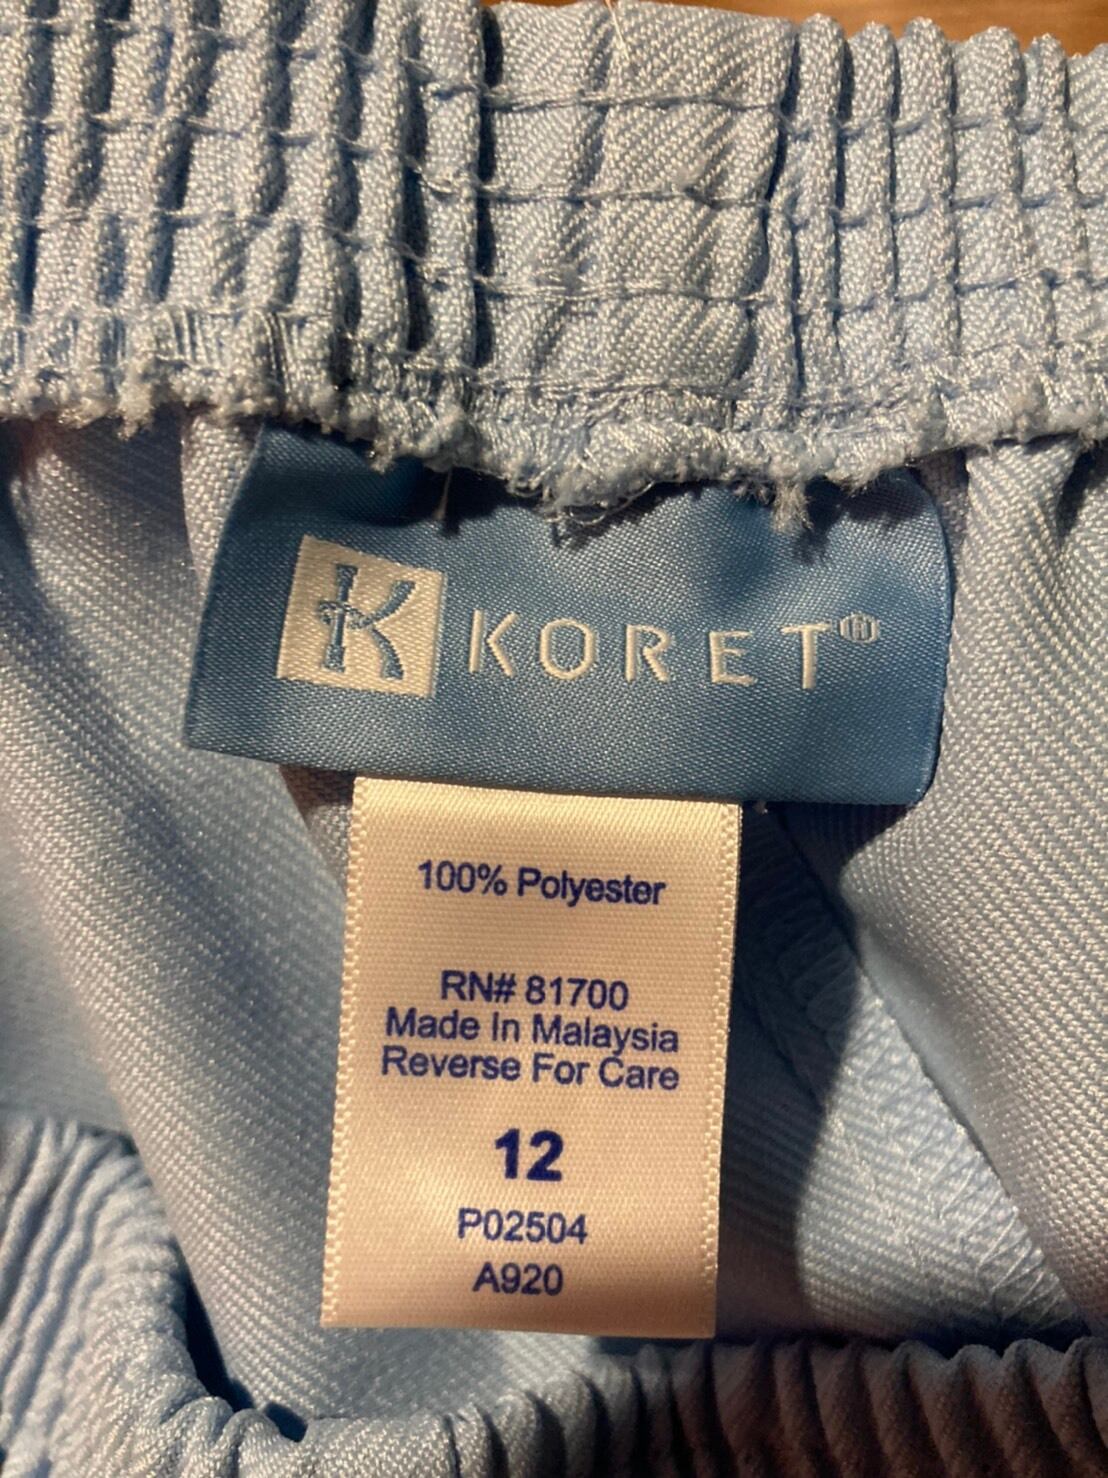 K KORET®
100% Polyester
RN# 81700
Made In Malaysia
Reverse For Care
12
P02504
A920